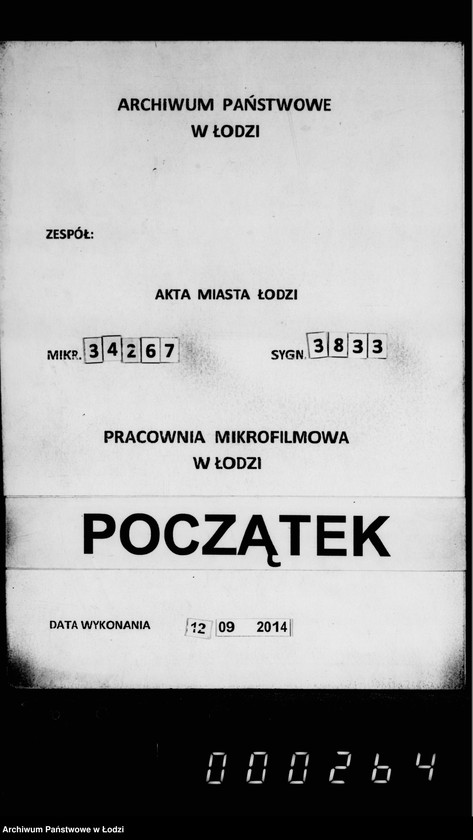 ARCHIWUM PAŃSTWOWE
W ŁODZI
ZESPÓŁ:
AKTA MIASTA ŁODZI
MIKR. 34267 SYGN. 3833
PRACOWNIA MIKROFILMOWA
W ŁODZI
POCZĄTEK
DATA WYKONANIA 12 09 2014
000264
Archiwum Państwowe w Łodzi